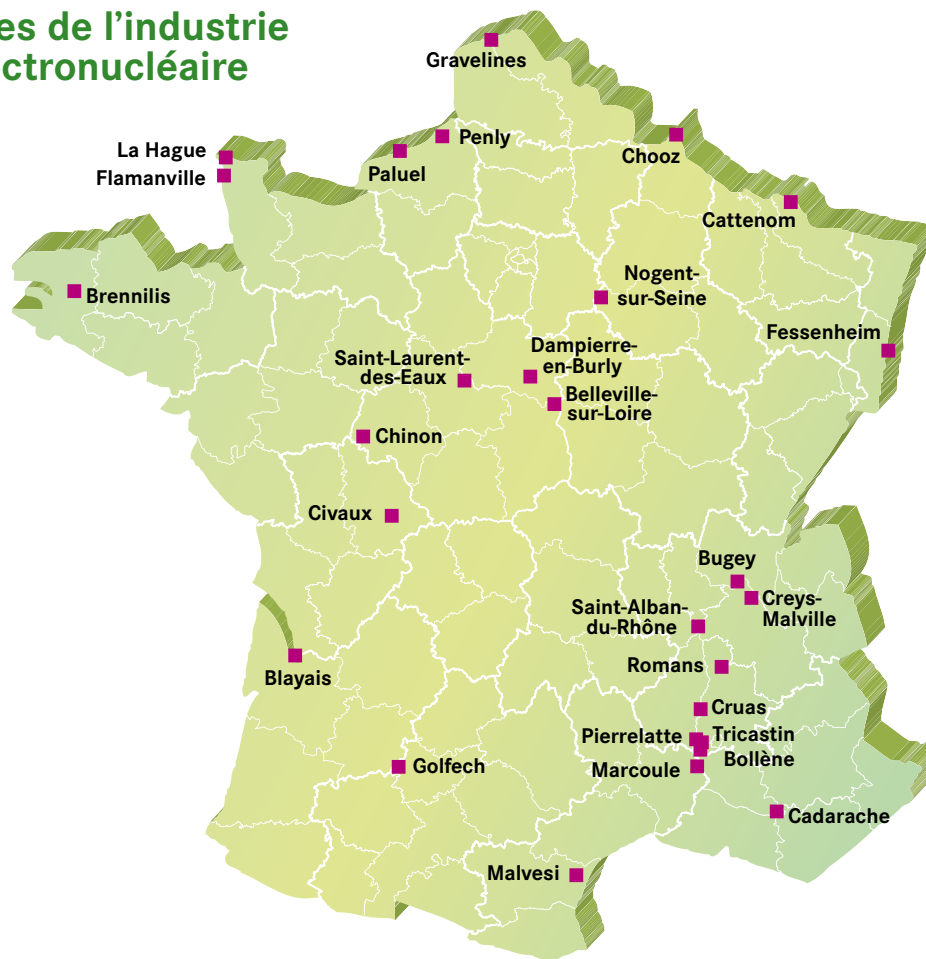 es de l’industrie
ctronucléaire
Gravelines
Penly
La Hague
Chooz
Paluel
Flamanville
Cattenom
Nogent-
sur-Seine
Brennilis
Fessenheim
Dampierre-
en-Burly
Saint-Laurent-
des-Eaux
Belleville-
sur-Loire
Chinon
Civaux
Bugey
Creys-
Malville
Saint-Alban-
du-Rhône
Romans
Blayais
Cruas
Pierrelatte
Tricastin
Bollène
Golfech
Marcoule
Cadarache
Malvesi